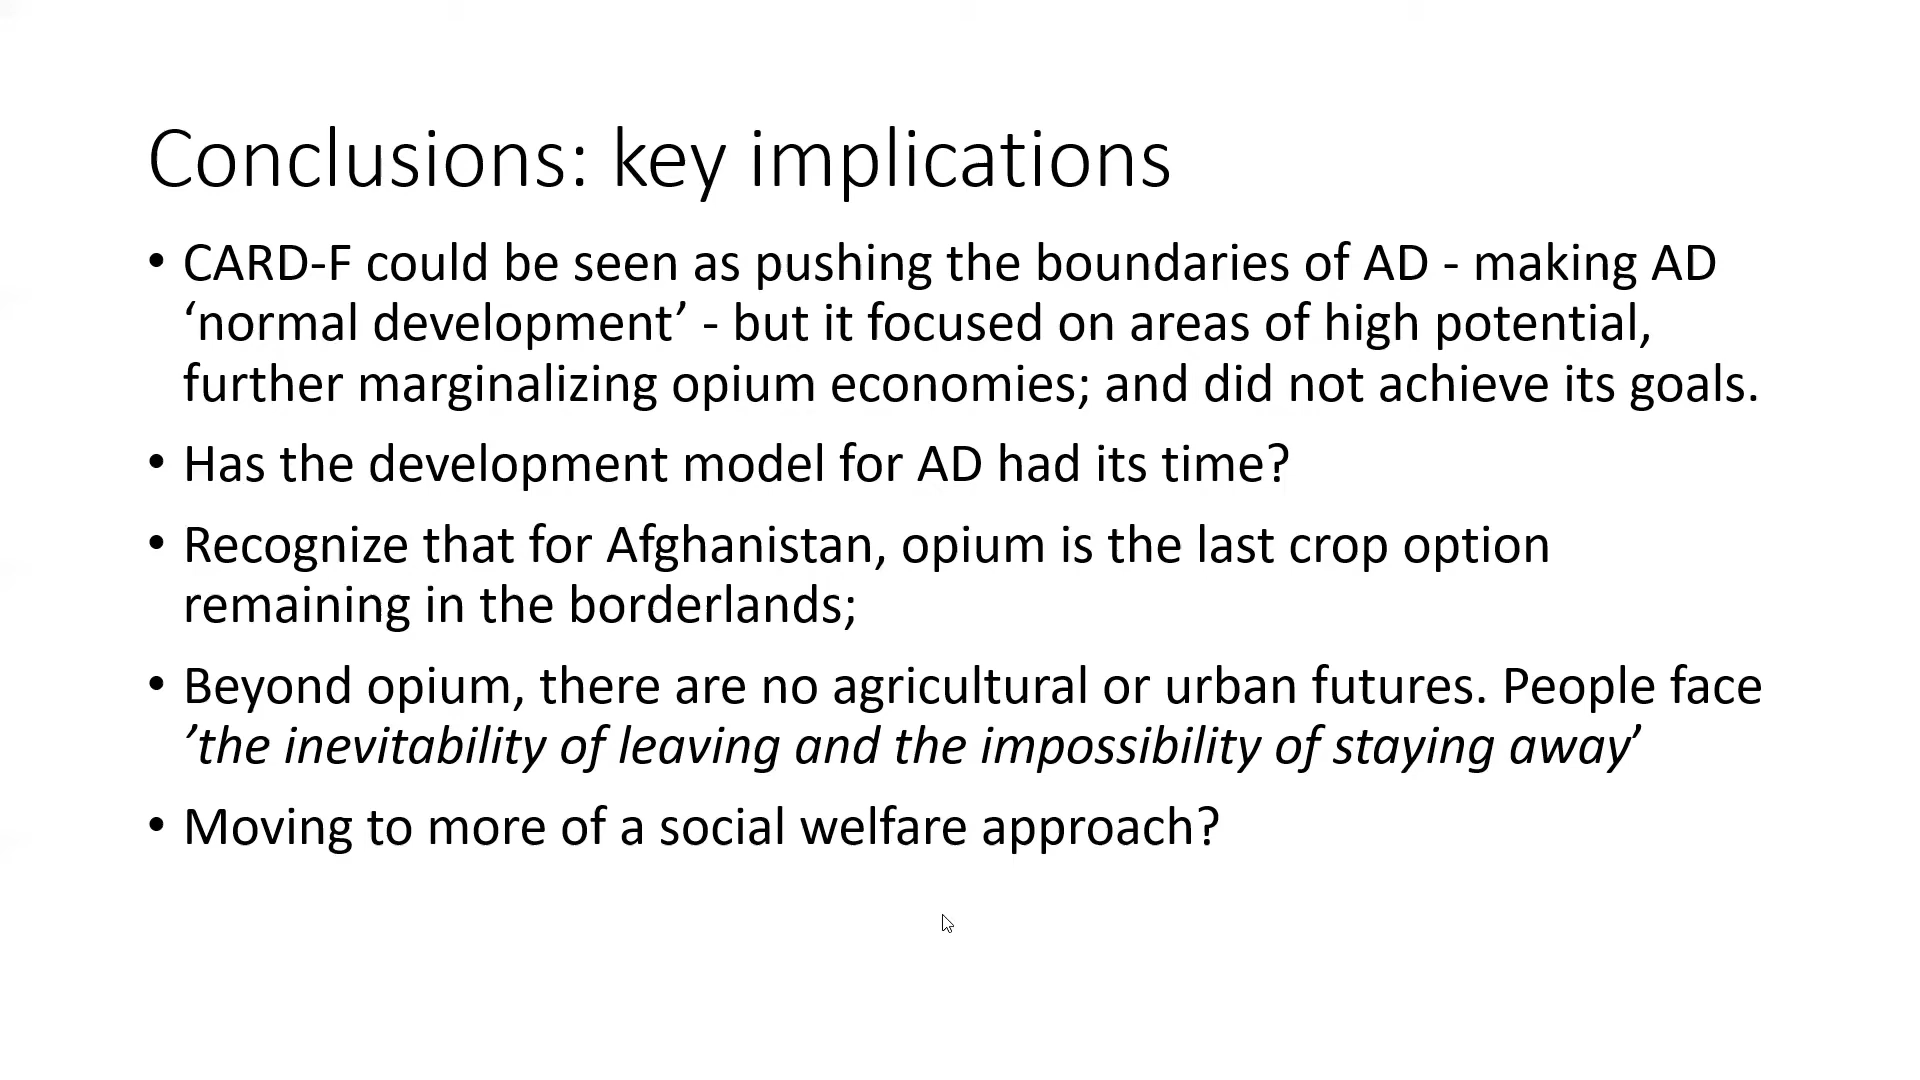 Conclusions: key implications
• CARD-F could be seen as pushing the boundaries of AD - making AD
‘normal development’ - but it focused on areas of high potential,
further marginalizing opium economies; and did not achieve its goals.
• Has the development model for AD had its time?
• Recognize that for Afghanistan, opium is the last crop option
remaining in the borderlands;
• Beyond opium, there are no agricultural or urban futures. People face
’the inevitability of leaving and the impossibility of staying away’
• Moving to more of a social welfare approach?